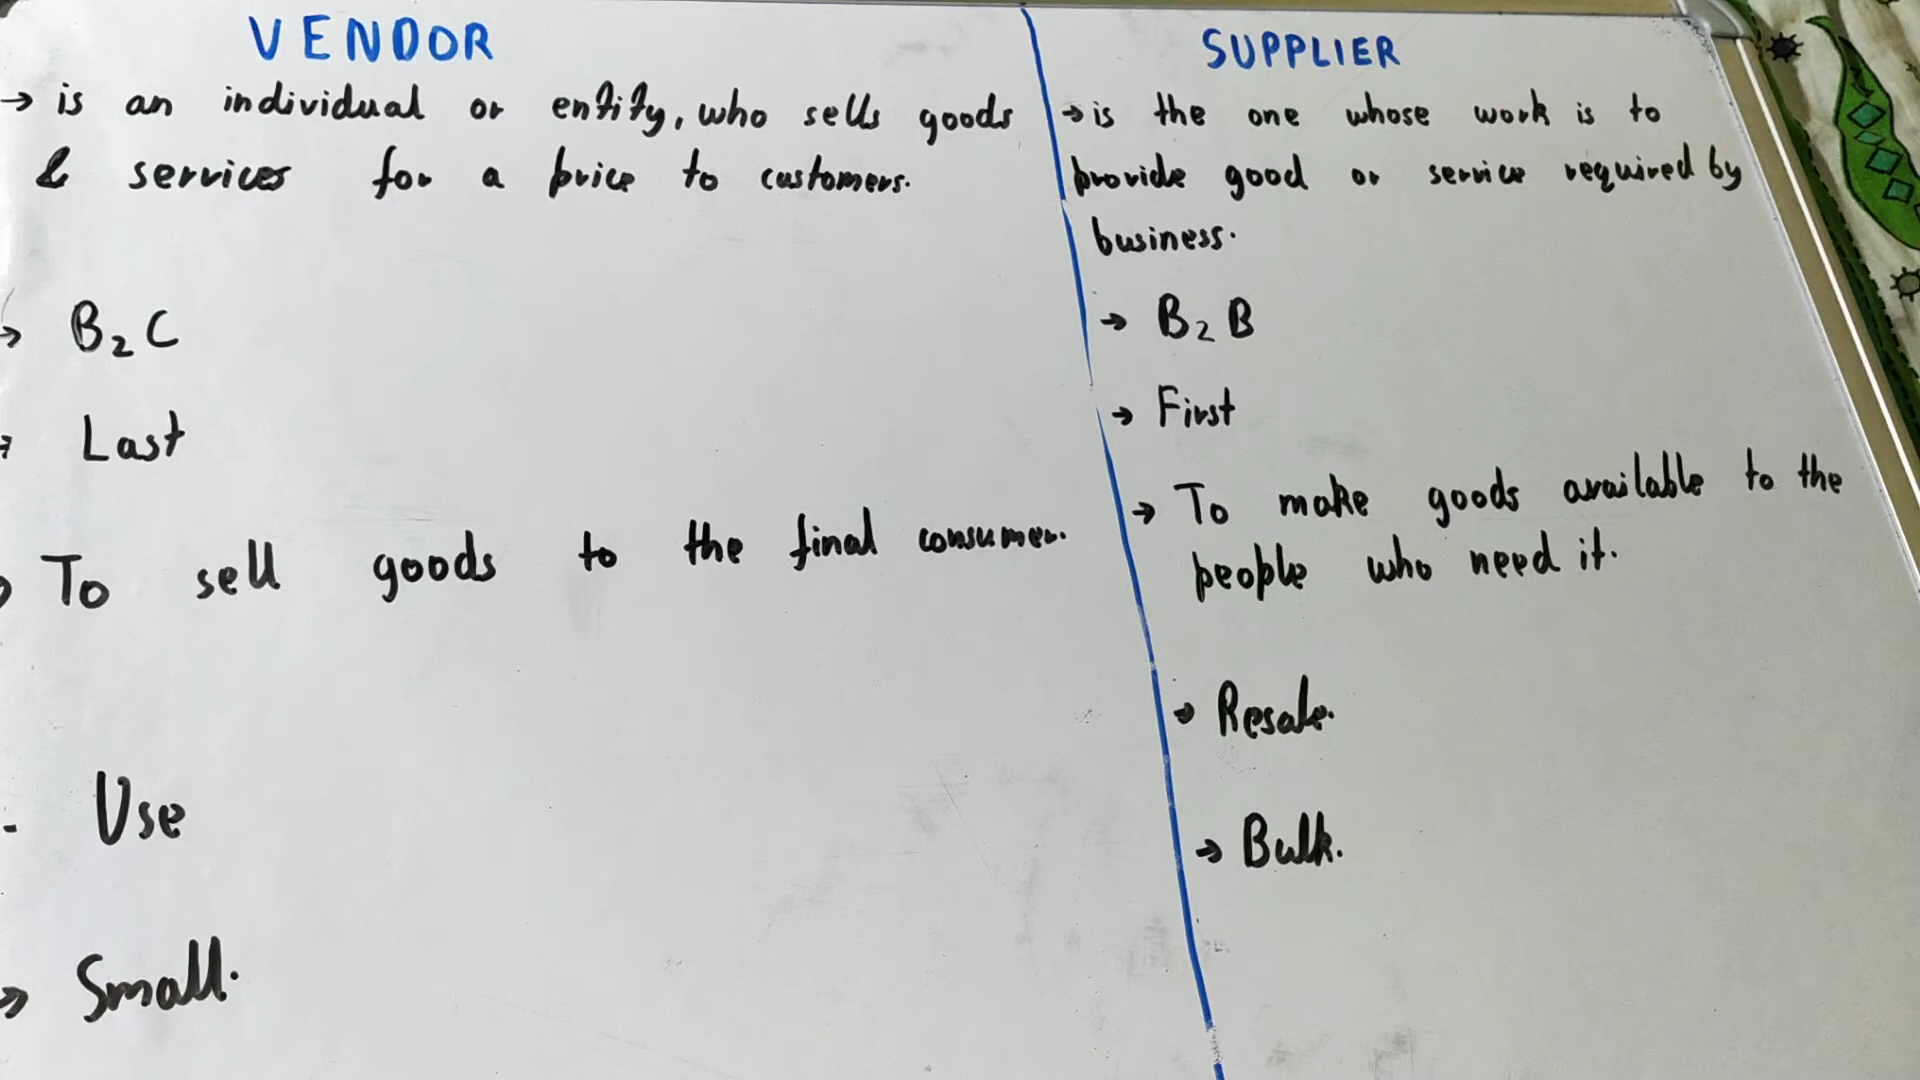 VENDOR
→ is an individual or entity, who sells goods
& services for a price to customers.
→ B2C
→ Last
→ To sell goods to the final consumer.
- Use
→ Small.
SUPPLIER
→ is the one whose work is to
provide good or service required by
business.
→ B2B
→ First
→ To make goods available to the
people who need it.
→ Resale.
→ Bulk.